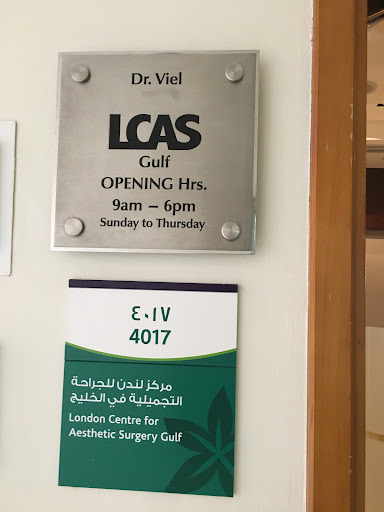 Dr. Viel
LCAS
Gulf
OPENING Hrs.
9am – 6pm
Sunday to Thursday
٤٠١٧
4017
مركز لندن للجراحة
التجميلية في الخليج
London Centre for
Aesthetic Surgery Gulf